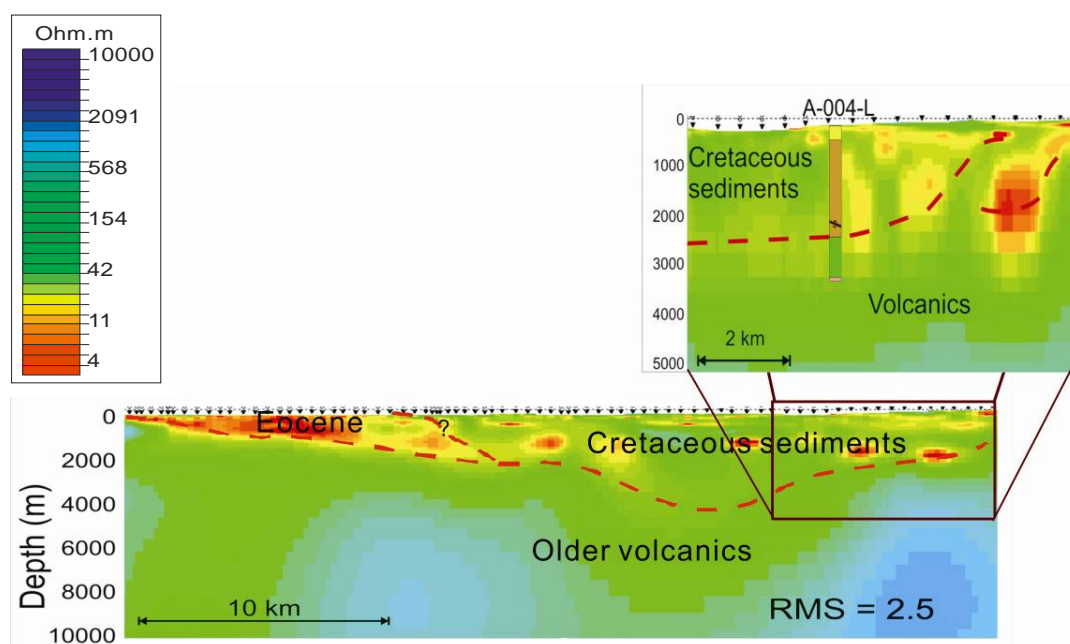 Ohm.m
10000
2091
568
154
42
11
4
A-004-L
0
1000
2000
3000
4000
5000
Cretaceous
sediments
Volcanics
2 km
0
2000
4000
6000
8000
10000
Depth (m)
Eocene
?
Cretaceous sediments
Older volcanics
10 km
RMS = 2.5